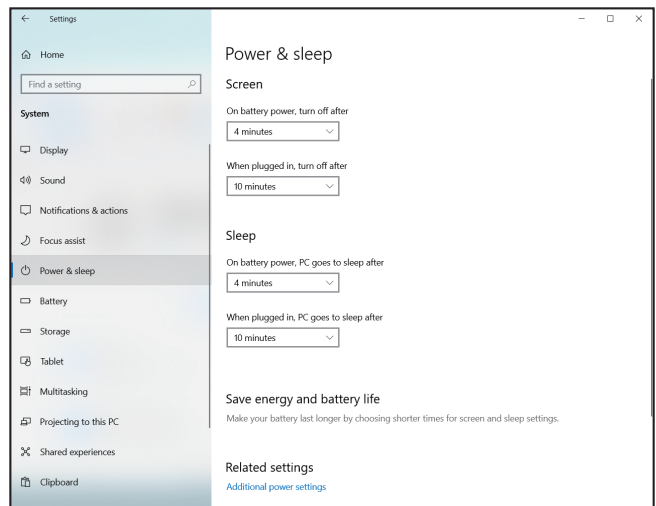 Settings
Home
Find a setting
System
Display
Sound
Notifications & actions
Focus assist
Power & sleep
Battery
Storage
Tablet
Multitasking
Projecting to this PC
Shared experiences
Clipboard
Power & sleep
Screen
On battery power, turn off after
4 minutes
When plugged in, turn off after
10 minutes
Sleep
On battery power, PC goes to sleep after
4 minutes
When plugged in, PC goes to sleep after
10 minutes
Save energy and battery life
Make your battery last longer by choosing shorter times for screen and sleep settings.
Related settings
Additional power settings